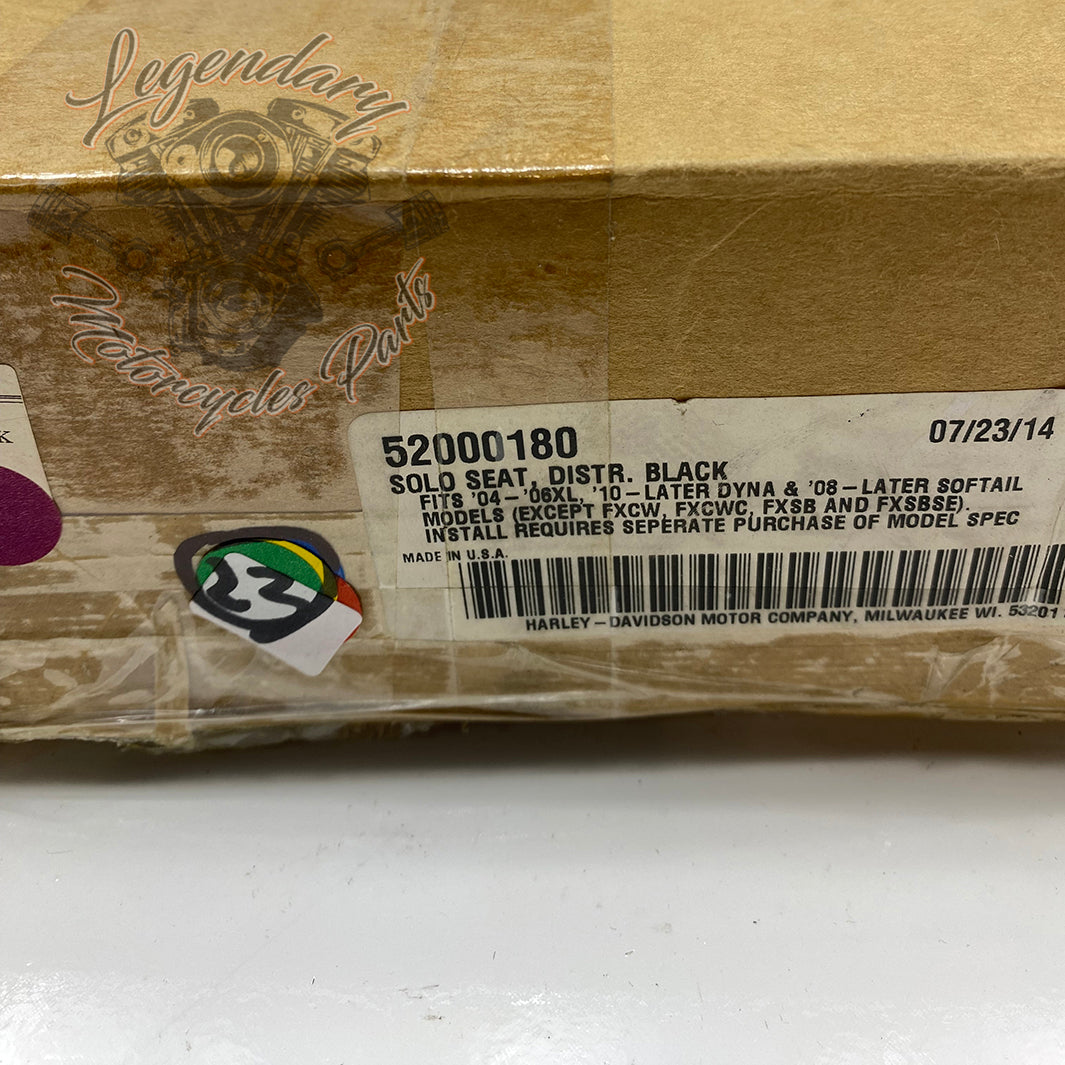 Legendary
Motorcycles Parts
K
52000180
07/23/14
SOLO SEAT, DISTR. BLACK
FITS '04-'06XL, '10-LATER DYNA & '08-LATER SOFTAIL
MODELS (EXCEPT FXCW, FXCWC, FXSB AND FXSBSE).
INSTALL REQUIRES SEPERATE PURCHASE OF MODEL SPEC
MADE IN U.S.A.
HARLEY-DAVIDSON MOTOR COMPANY, MILWAUKEE WI. 53201
23